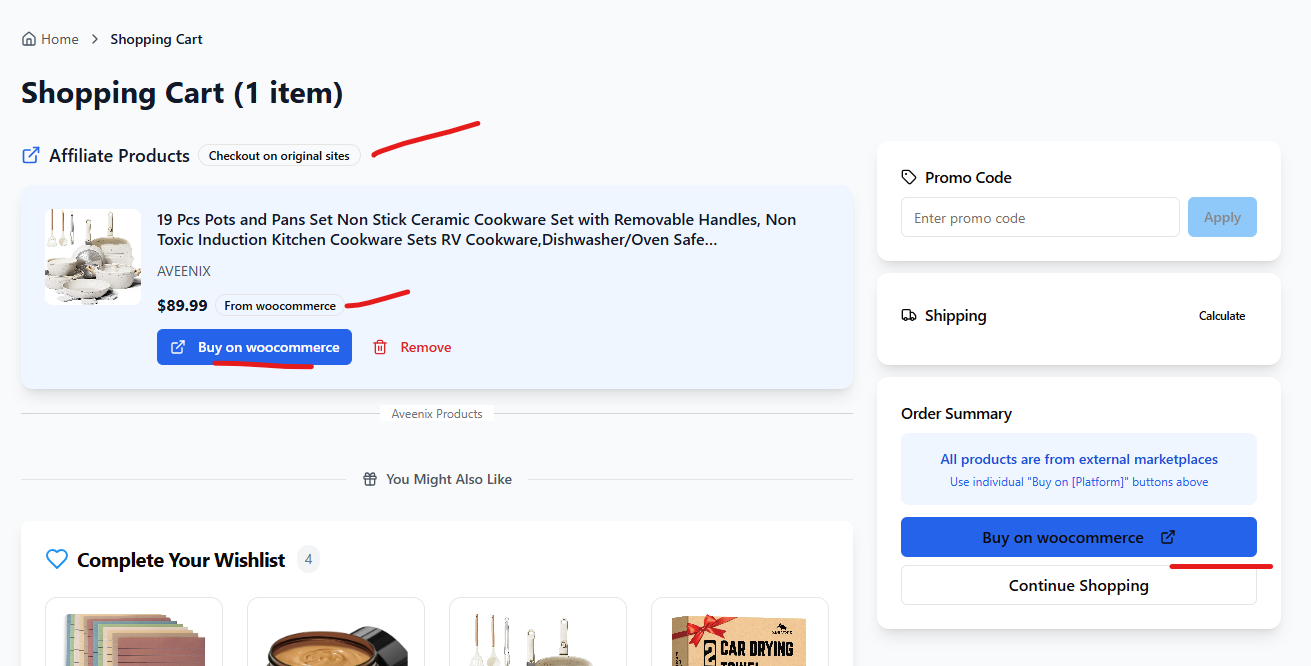 Home > Shopping Cart
Shopping Cart (1 item)
Affiliate Products Checkout on original sites
19 Pcs Pots and Pans Set Non Stick Ceramic Cookware Set with Removable Handles, Non
Toxic Induction Kitchen Cookware Sets RV Cookware,Dishwasher/Oven Safe...
AVEENIX
$89.99 From woocommerce
Buy on woocommerce Remove
Aveenix Products
You Might Also Like
Complete Your Wishlist 4
CAR DRYING
Promo Code
Enter promo code Apply
Shipping Calculate
Order Summary
All products are from external marketplaces
Use individual "Buy on [Platform]" buttons above
Buy on woocommerce
Continue Shopping